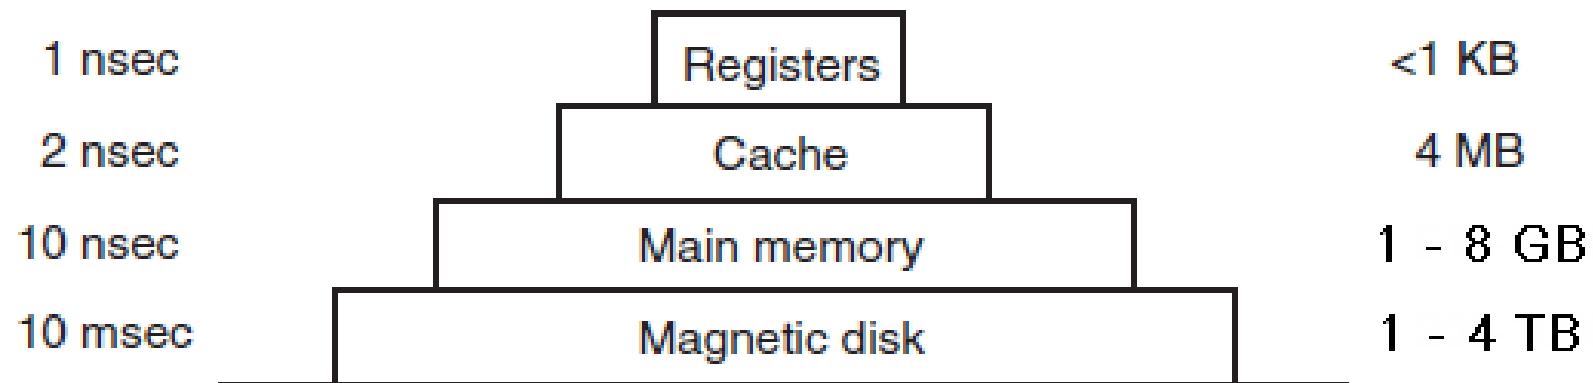 1 nsec Registers <1 KB
2 nsec Cache 4 MB
10 nsec Main memory 1 - 8 GB
10 msec Magnetic disk 1 - 4 TB